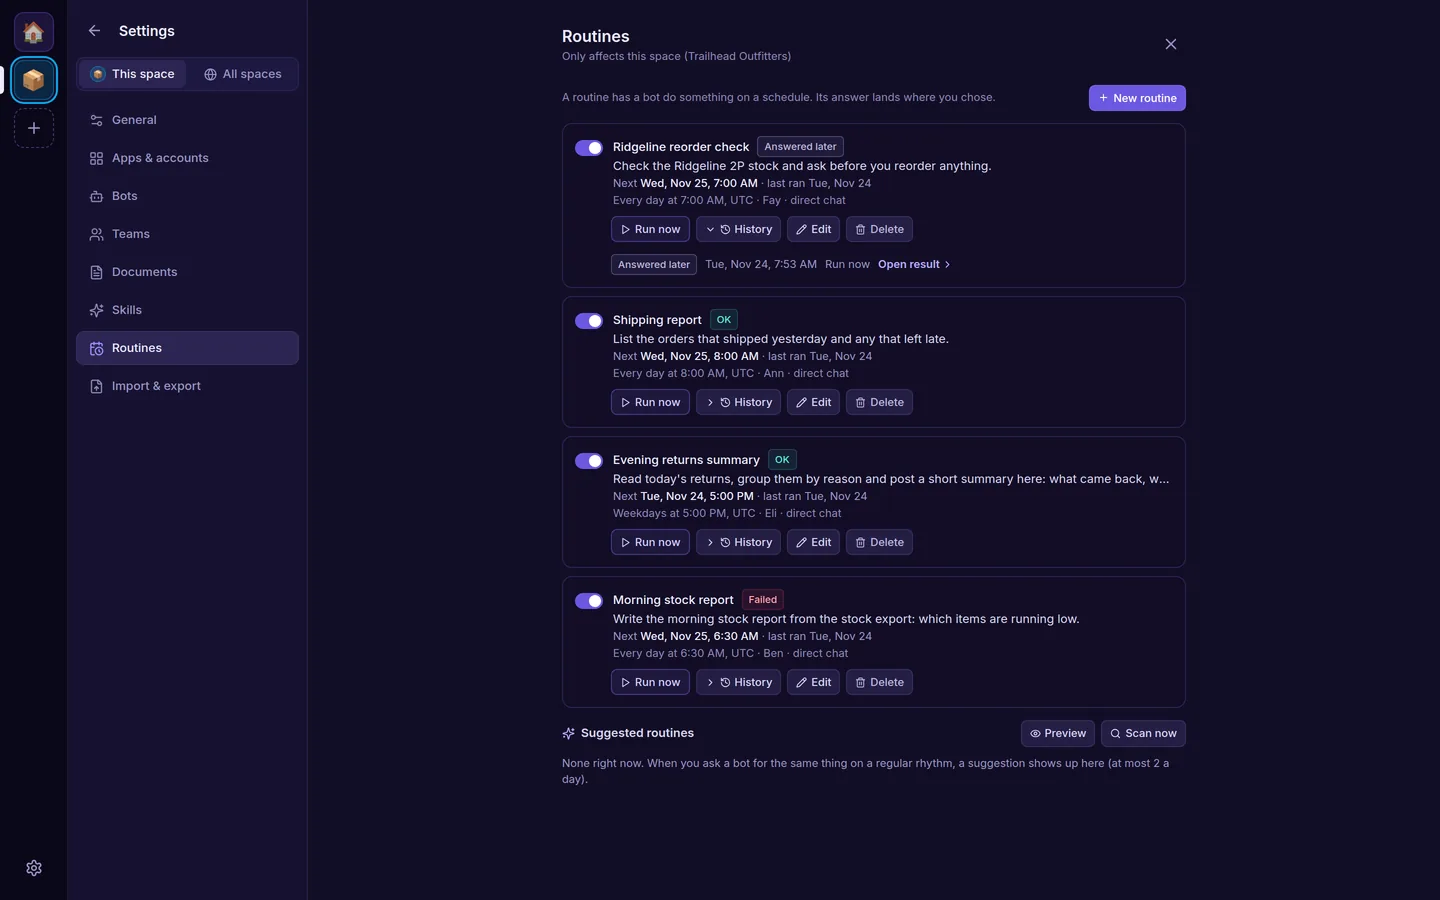 Settings
This space
All spaces
General
Apps & accounts
Bots
Teams
Documents
Skills
Routines
Import & export
Routines
Only affects this space (Trailhead Outfitters)
A routine has a bot do something on a schedule. Its answer lands where you chose.
+ New routine
Ridgeline reorder check Answered later
Check the Ridgeline 2P stock and ask before you reorder anything.
Next Wed, Nov 25, 7:00 AM · last ran Tue, Nov 24
Every day at 7:00 AM, UTC · Fay · direct chat
Run now History Edit Delete
Answered later Tue, Nov 24, 7:53 AM Run now Open result
Shipping report OK
List the orders that shipped yesterday and any that left late.
Next Wed, Nov 25, 8:00 AM · last ran Tue, Nov 24
Every day at 8:00 AM, UTC · Ann · direct chat
Run now History Edit Delete
Evening returns summary OK
Read today's returns, group them by reason and post a short summary here: what came back, w...
Next Tue, Nov 24, 5:00 PM · last ran Tue, Nov 24
Weekdays at 5:00 PM, UTC · Eli · direct chat
Run now History Edit Delete
Morning stock report Failed
Write the morning stock report from the stock export: which items are running low.
Next Wed, Nov 25, 6:30 AM · last ran Tue, Nov 24
Every day at 6:30 AM, UTC · Ben · direct chat
Run now History Edit Delete
Suggested routines
Preview Scan now
None right now. When you ask a bot for the same thing on a regular rhythm, a suggestion shows up here (at most 2 a
day).